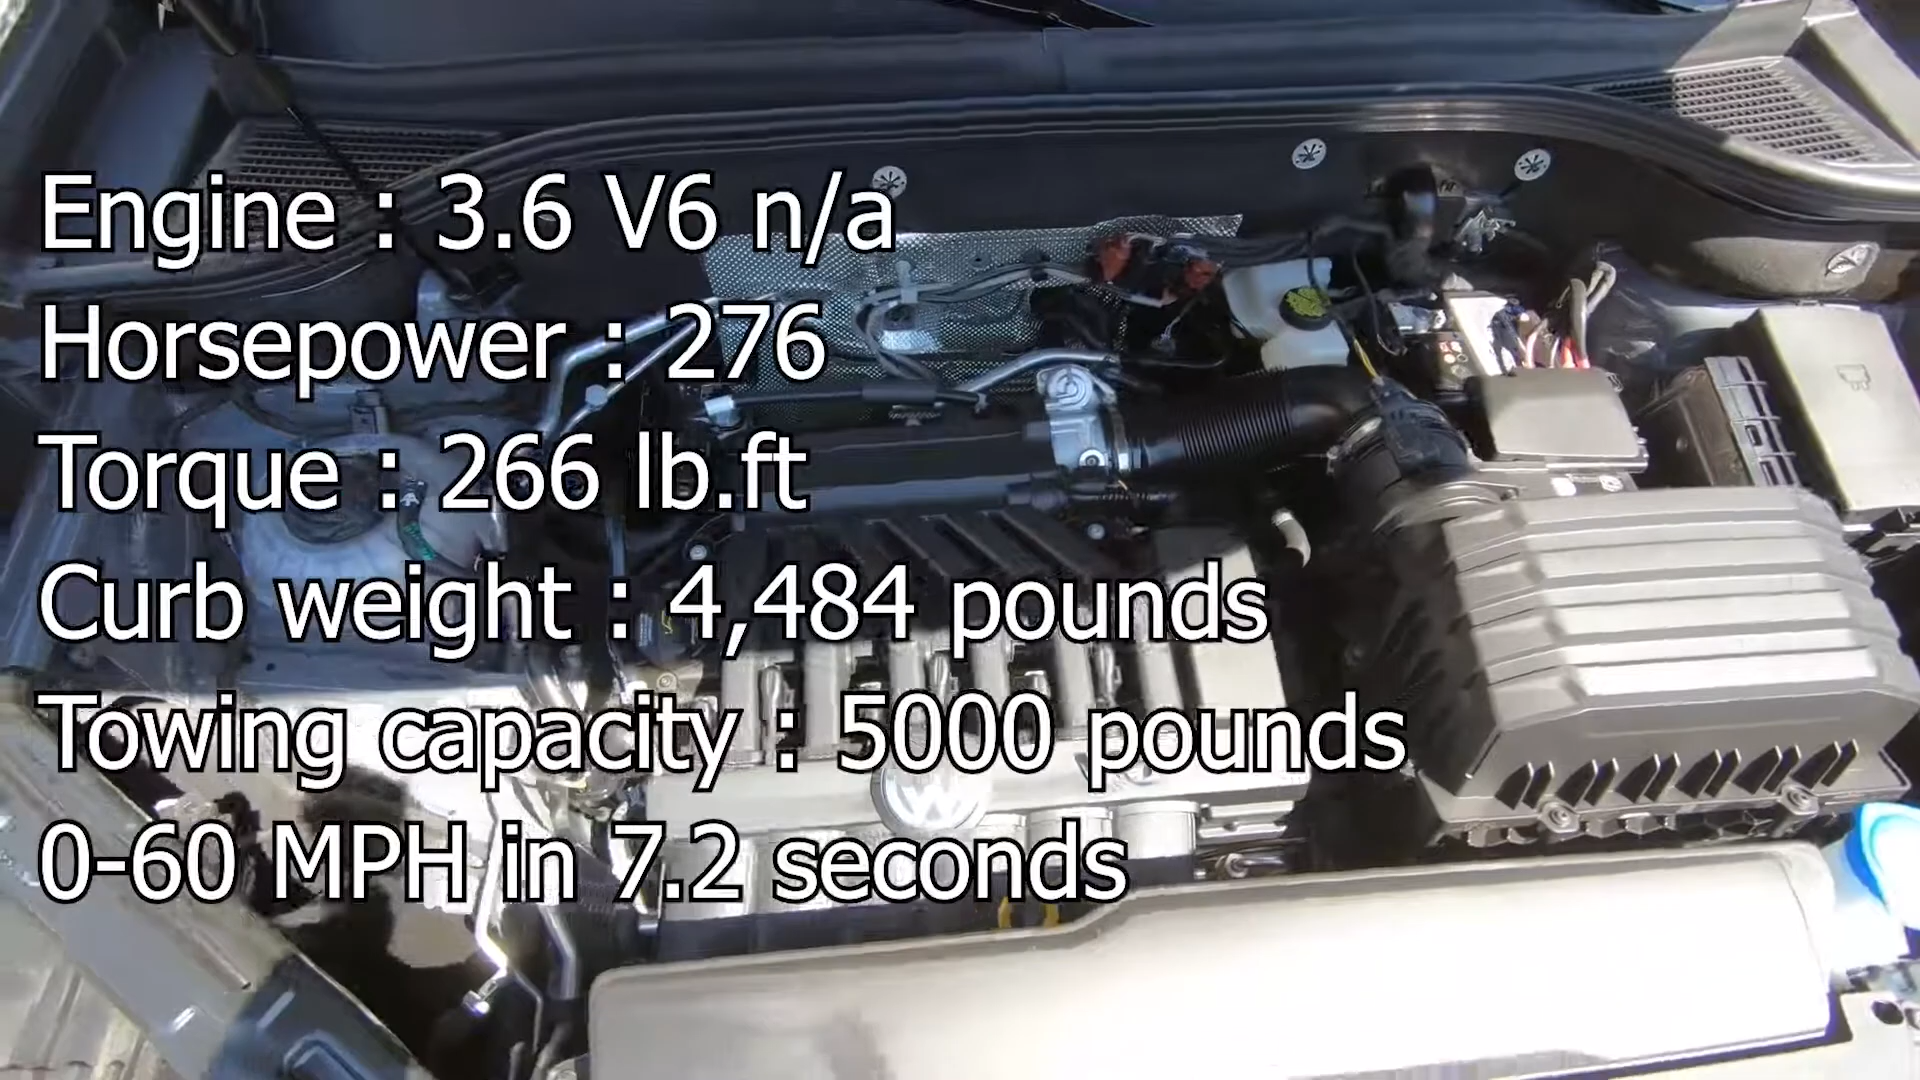 Engine : 3.6 V6 n/a
Horsepower : 276
Torque : 266 lb.ft
Curb weight : 4,484 pounds
Towing capacity : 5000 pounds
0-60 MPH in 7.2 seconds